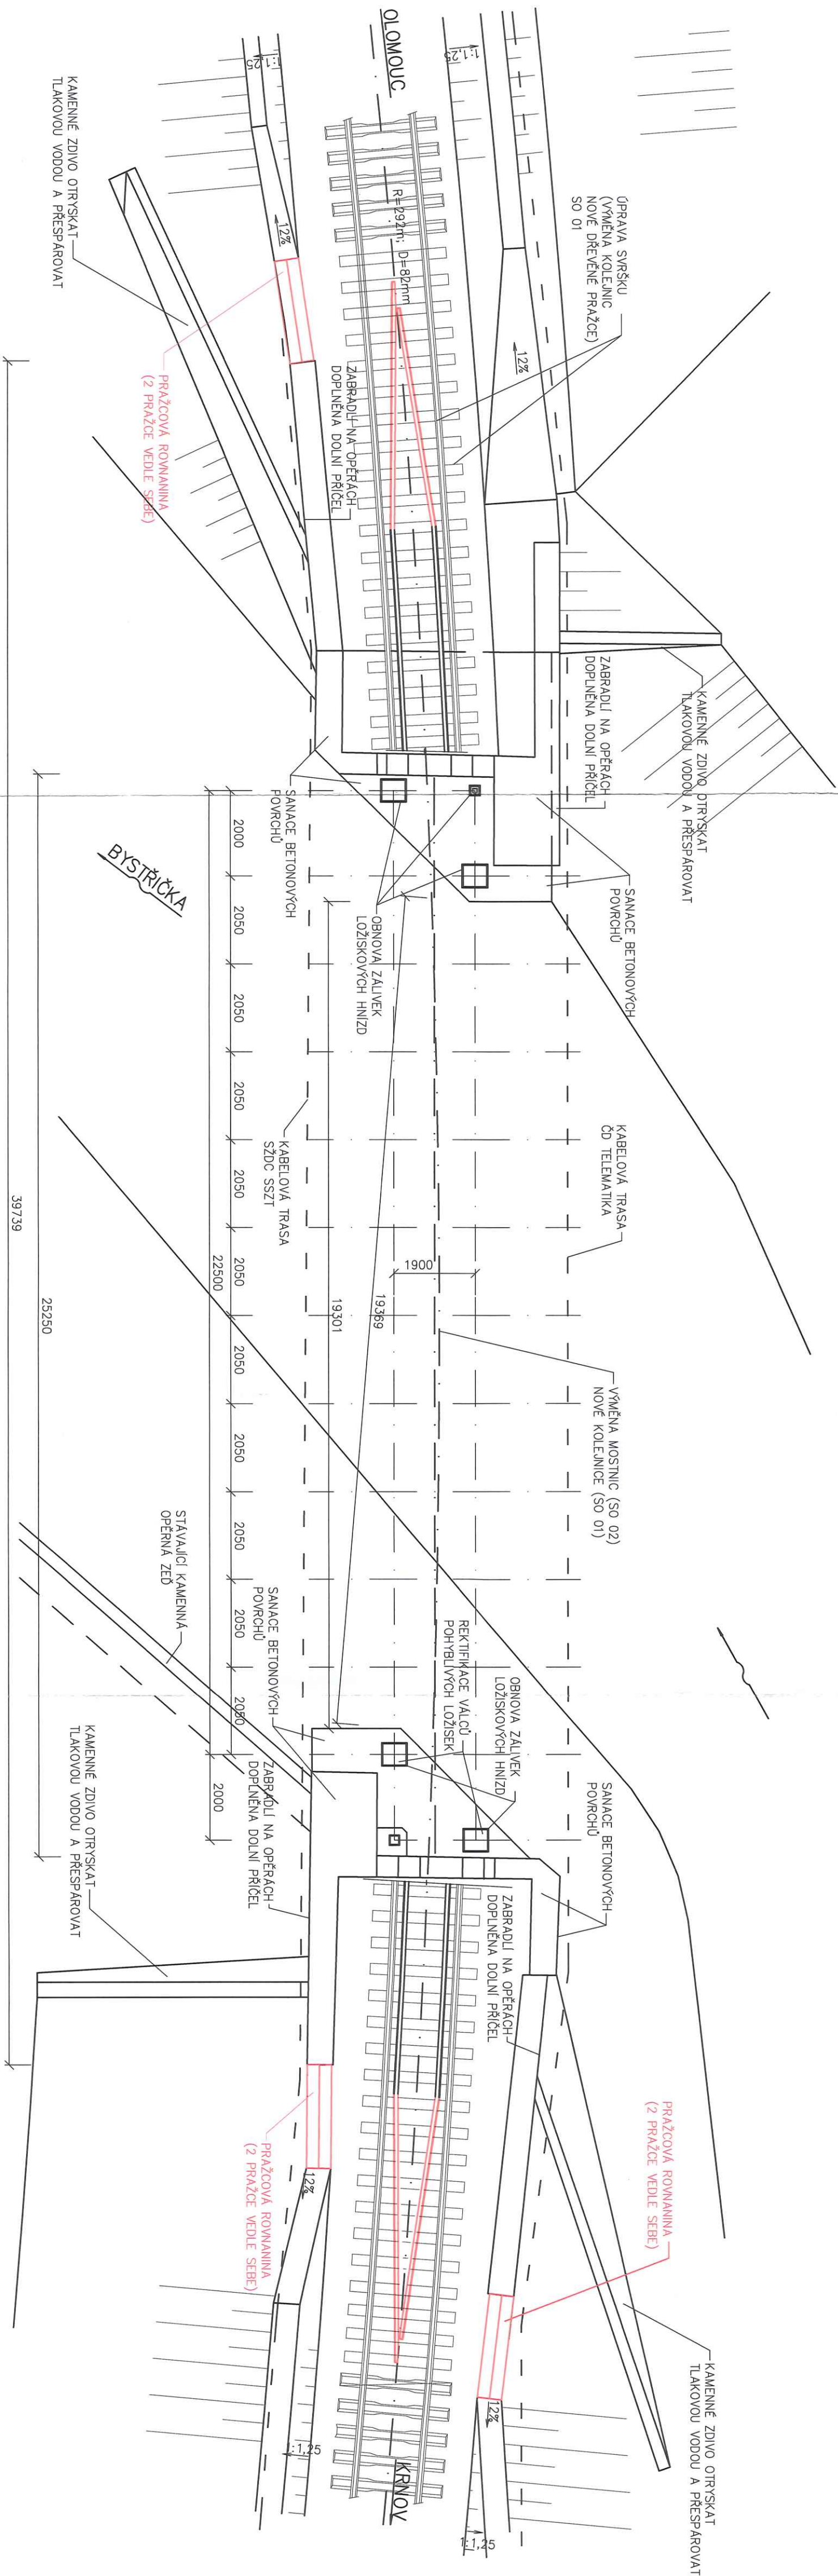 OLOMOUC
1:1,25
1:1,25
KAMENNÉ ZDIVO OTRYSKAT
TLAKOVOU VODOU A PŘESPÁROVAT
ÚPRAVA SVRŠKU
(VÝMĚNA KOLEJNIC
NOVÉ DŘEVĚNÉ PRAŽCE)
SO 01
R=292m; D=82mm
12%
12%
PRAŽCOVÁ ROVNANINA
(2 PRAŽCE VEDLE SEBE)
ZÁBRADLÍ NA OPĚRÁCH
DOPLNĚNA DOLNÍ PŘÍČEL
KAMENNÉ ZDIVO OTRYSKAT
TLAKOVOU VODOU A PŘESPÁROVAT
ZABRADLÍ NA OPĚRÁCH
DOPLNĚNA DOLNÍ PŘÍČEL
SANACE BETONOVÝCH
POVRCHŮ
SANACE BETONOVÝCH
POVRCHŮ
OBNOVA ZÁLIVEK
LOŽISKOVÝCH HNÍZD
BYSTŘIČKA
2000
2050
2050
2050
2050
2050
2050
2050
2050
2050
2050
2000
22500
19301
19369
1900
25250
39739
KABELOVÁ TRASA
SŽDC SSZT
KABELOVÁ TRASA
ČD TELEMATIKA
VÝMĚNA MOSTNIC (SO 02)
NOVÉ KOLEJNICE (SO 01)
STÁVAJÍCÍ KAMENNÁ
OPĚRNÁ ZEĎ
SANACE BETONOVÝCH
POVRCHŮ
REKTIFIKACE VÁLCŮ
POHYBLIVÝCH LOŽISEK
OBNOVA ZÁLIVEK
LOŽISKOVÝCH HNÍZD
SANACE BETONOVÝCH
POVRCHŮ
ZABRADLÍ NA OPĚRÁCH
DOPLNĚNA DOLNÍ PŘÍČEL
KAMENNÉ ZDIVO OTRYSKAT
TLAKOVOU VODOU A PŘESPÁROVAT
ZABRADLÍ NA OPĚRÁCH
DOPLNĚNA DOLNÍ PŘÍČEL
PRAŽCOVÁ ROVNANINA
(2 PRAŽCE VEDLE SEBE)
PRAŽCOVÁ ROVNANINA
(2 PRAŽCE VEDLE SEBE)
12%
12%
KAMENNÉ ZDIVO OTRYSKAT
TLAKOVOU VODOU A PŘESPÁROVAT
1:1,25
1:1,25
KRNOV